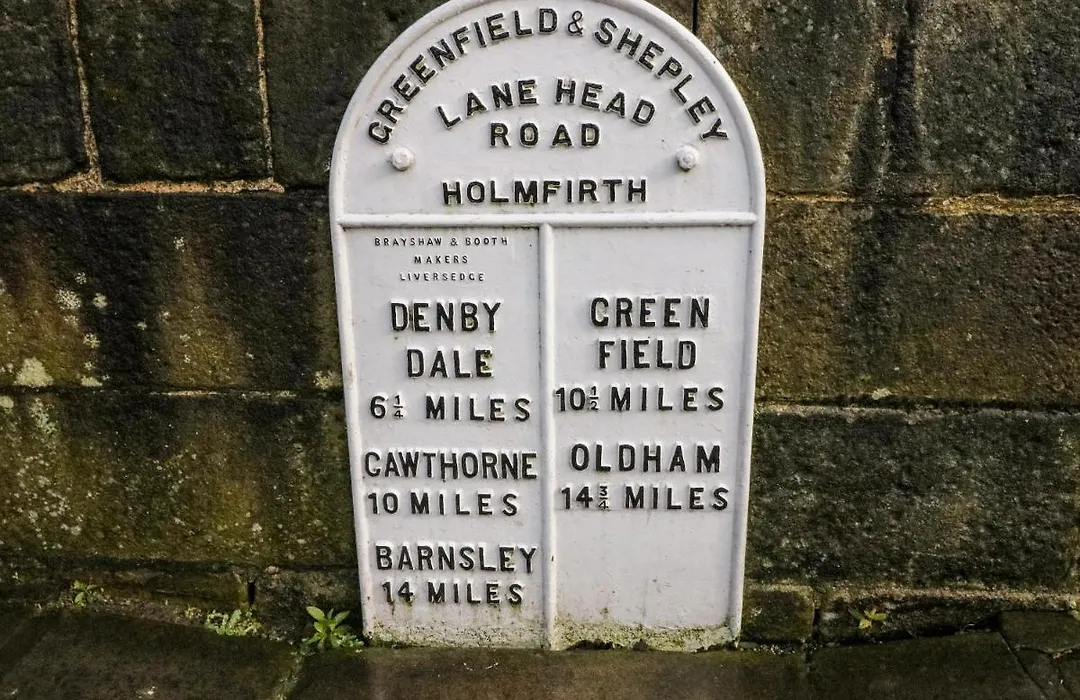 GREENFIELD & SHEPLEY
LANE HEAD
ROAD
HOLMFIRTH
BRAYSHAW & BOOTH
MAKERS
LIVERSEDGE
DENBY
DALE
6¼ MILES
CAWTHORNE
10 MILES
BARNSLEY
14 MILES
GREEN
FIELD
10½ MILES
OLDHAM
14¾ MILES